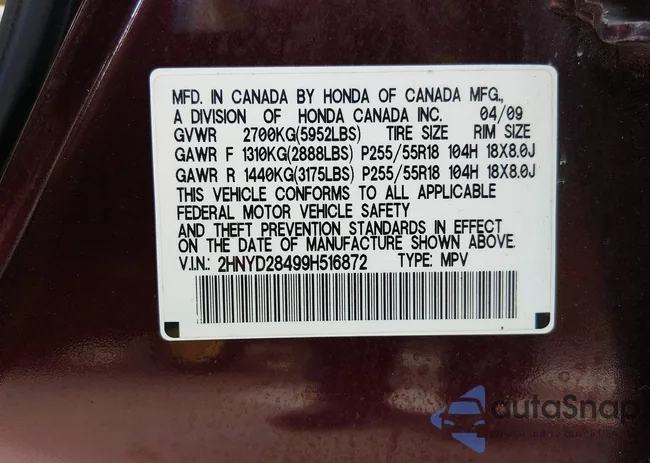 MFD. IN CANADA BY HONDA OF CANADA MFG.,
A DIVISION OF HONDA CANADA INC. 04/09
GVWR 2700KG(5952LBS) TIRE SIZE RIM SIZE
GAWR F 1310KG(2888LBS) P255/55R18 104H 18X8.0J
GAWR R 1440KG(3175LBS) P255/55R18 104H 18X8.0J
THIS VEHICLE CONFORMS TO ALL APPLICABLE
FEDERAL MOTOR VEHICLE SAFETY
AND THEFT PREVENTION STANDARDS IN EFFECT
ON THE DATE OF MANUFACTURE SHOWN ABOVE.
V.I.N.: 2HNYD28499H516872 TYPE: MPV
autaSnap